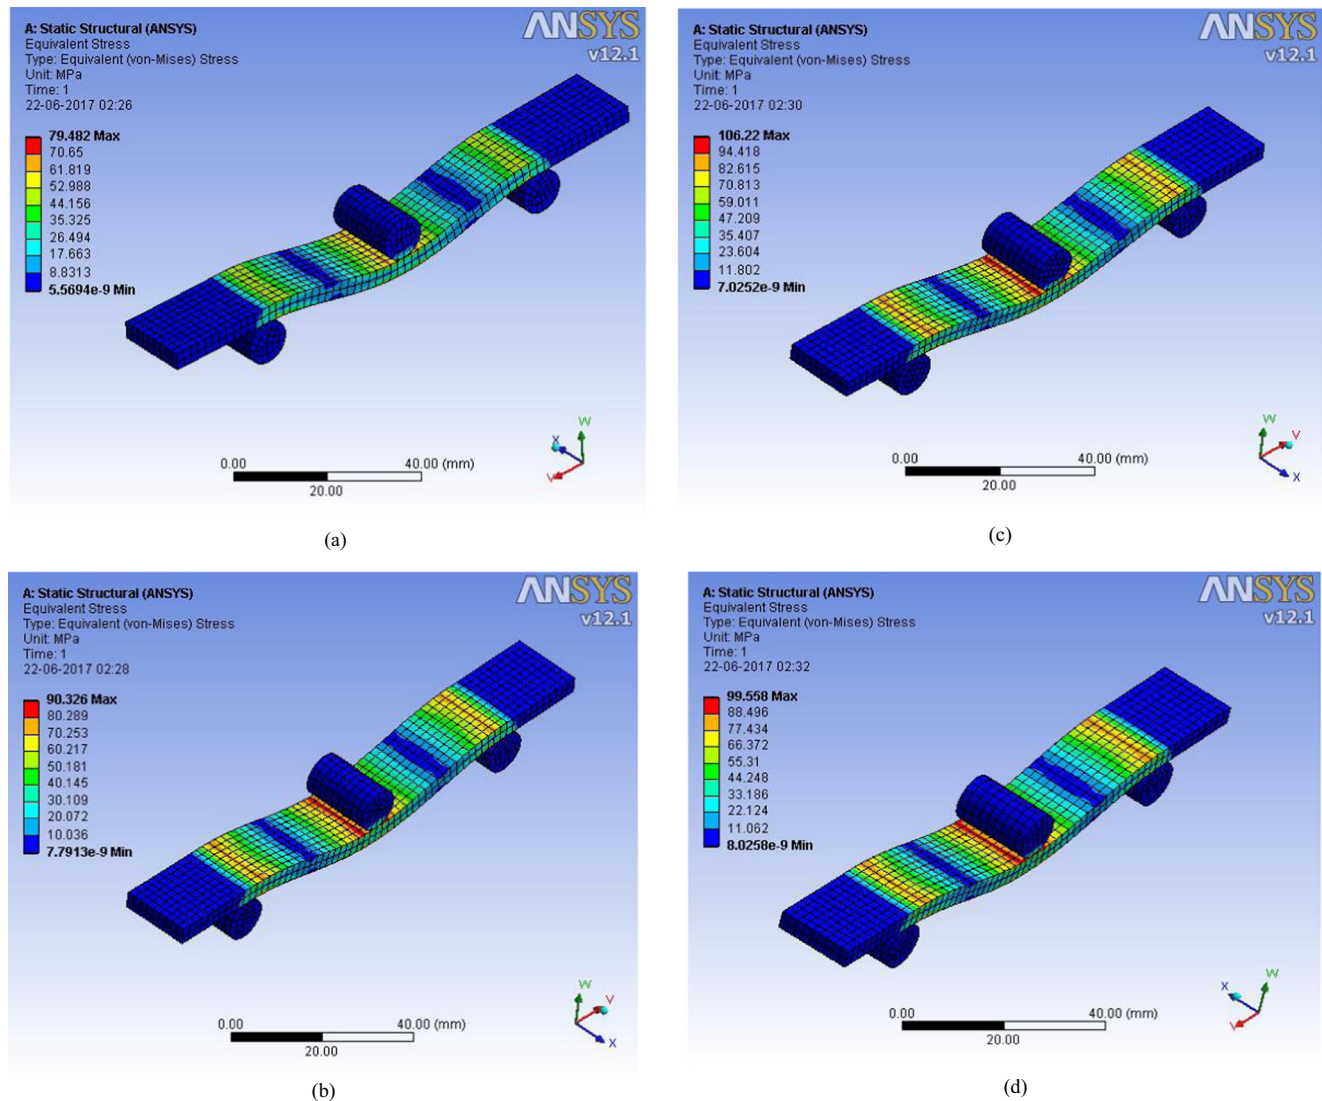 A: Static Structural (ANSYS)
Equivalent Stress
Type: Equivalent (von-Mises) Stress
Unit: MPa
Time: 1
22-06-2017 02:26
ANSYS
v12.1
79.482 Max
70.65
61.819
52.988
44.156
35.325
26.494
17.663
8.8313
5.5694e-9 Min
W
X
V
0.00 40.00 (mm)
20.00
(a)
A: Static Structural (ANSYS)
Equivalent Stress
Type: Equivalent (von-Mises) Stress
Unit: MPa
Time: 1
22-06-2017 02:30
ANSYS
v12.1
106.22 Max
94.418
82.615
70.813
59.011
47.209
35.407
23.604
11.802
7.0252e-9 Min
W
V
X
0.00 40.00 (mm)
20.00
(c)
A: Static Structural (ANSYS)
Equivalent Stress
Type: Equivalent (von-Mises) Stress
Unit: MPa
Time: 1
22-06-2017 02:28
ANSYS
v12.1
90.326 Max
80.289
70.253
60.217
50.181
40.145
30.109
20.072
10.036
7.7913e-9 Min
W
V
X
0.00 40.00 (mm)
20.00
(b)
A: Static Structural (ANSYS)
Equivalent Stress
Type: Equivalent (von-Mises) Stress
Unit: MPa
Time: 1
22-06-2017 02:32
ANSYS
v12.1
99.558 Max
88.496
77.434
66.372
55.31
44.248
33.186
22.124
11.062
8.0258e-9 Min
W
X
V
0.00 40.00 (mm)
20.00
(d)